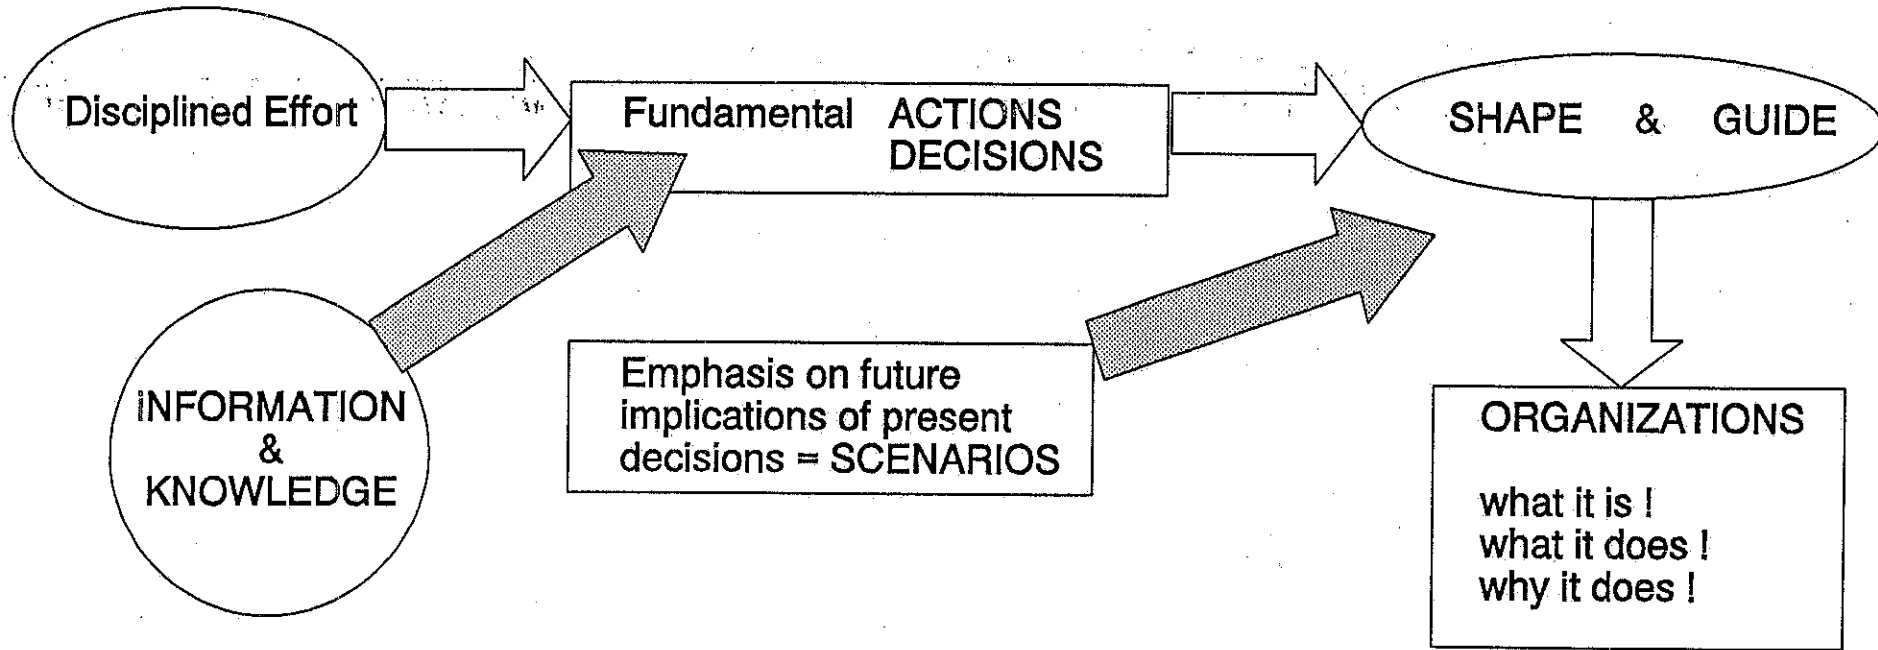 Disciplined Effort
Fundamental ACTIONS
DECISIONS
SHAPE & GUIDE
INFORMATION
&
KNOWLEDGE
Emphasis on future
implications of present
decisions = SCENARIOS
ORGANIZATIONS
what it is !
what it does !
why it does !